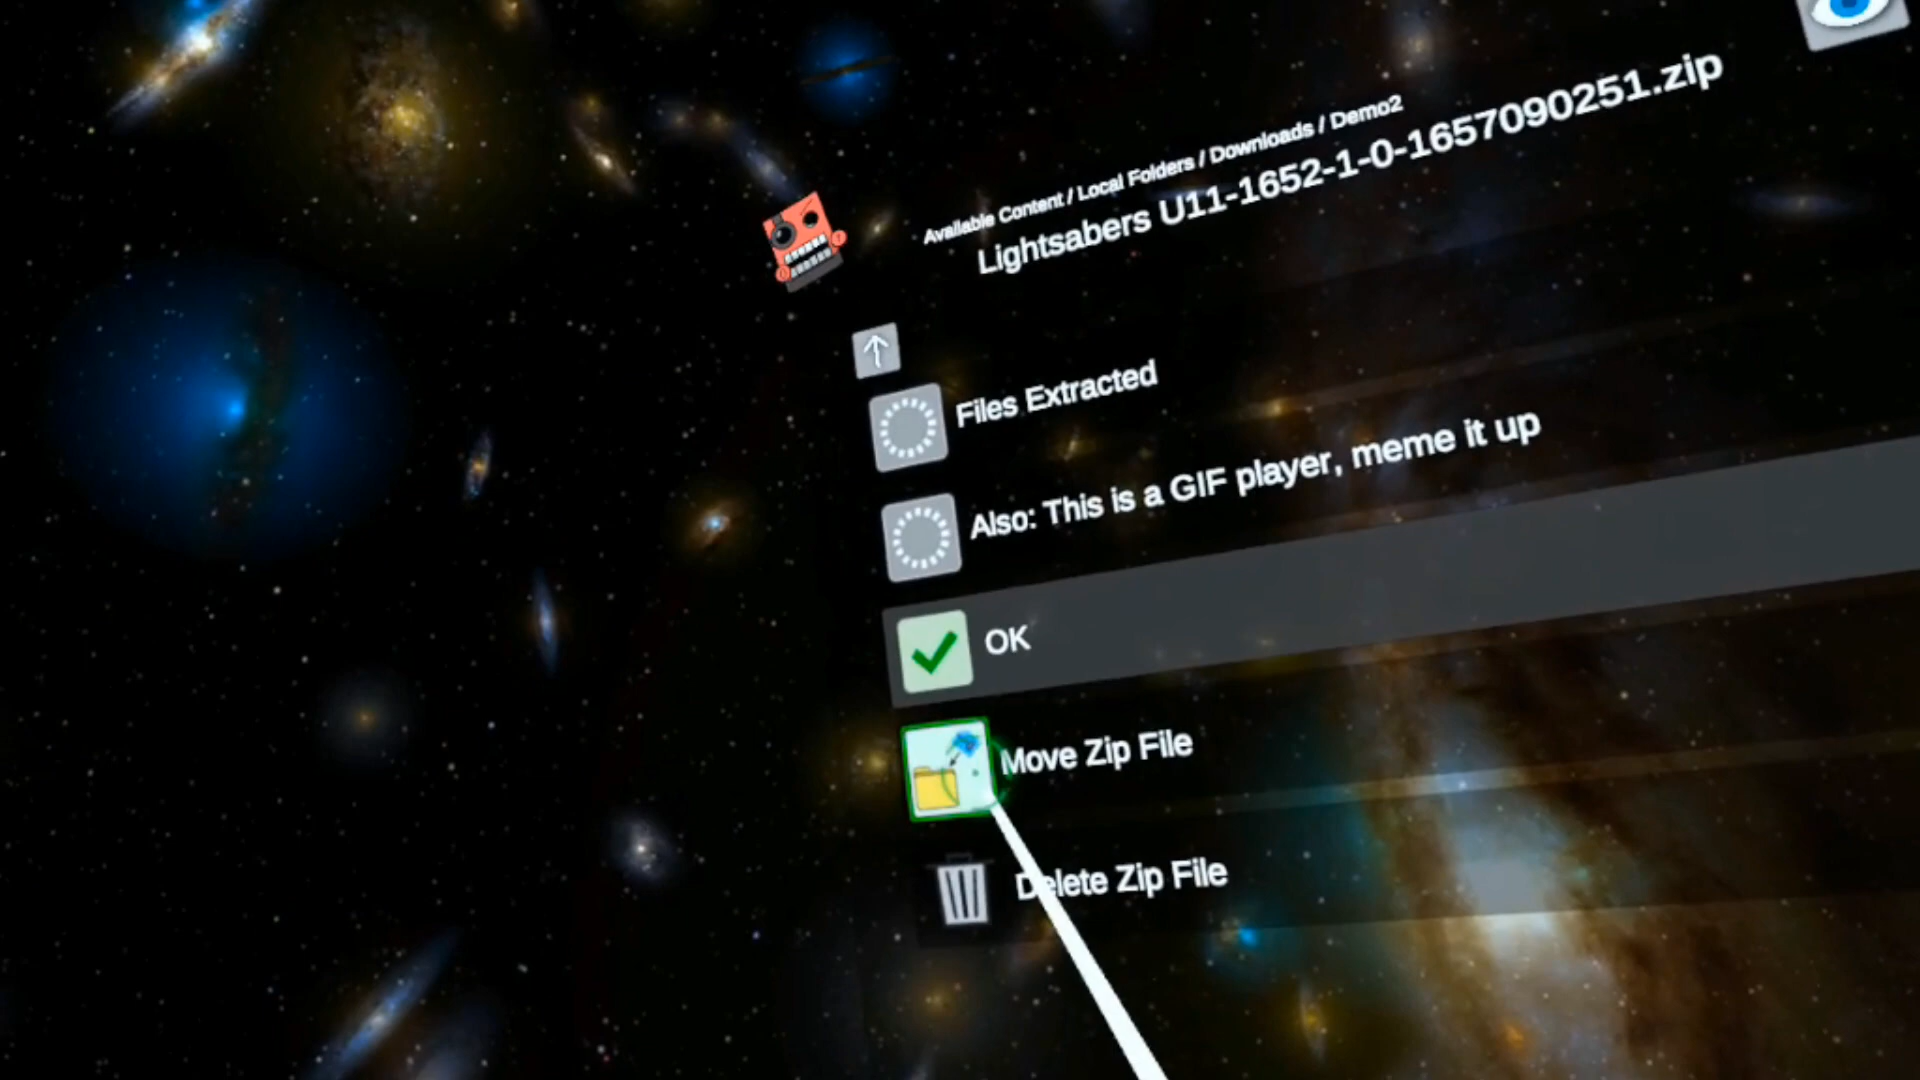 Available Content / Local Folders / Downloads / Demo2
Lightsabers U11-1652-1-0-1657090251.zip
Files Extracted
Also: This is a GIF player, meme it up
OK
Move Zip File
Delete Zip File